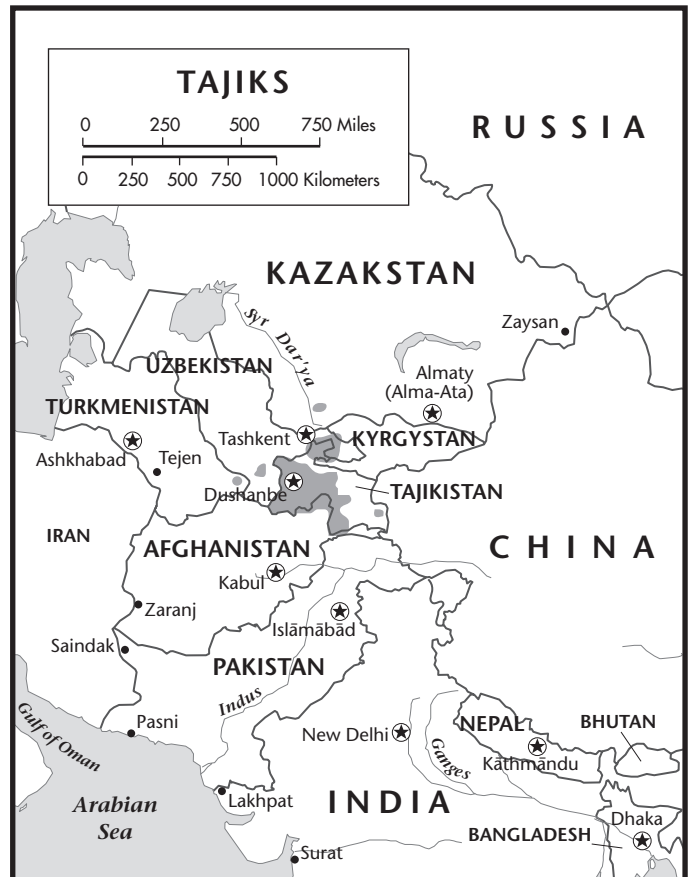 TAJIKS
0 250 500 750 Miles
0 250 500 750 1000 Kilometers
RUSSIA
KAZAKSTAN
Syr Dar'ya
Zaysan
UZBEKISTAN
Almaty
(Alma-Ata)
TURKMENISTAN
Tashkent
KYRGYSTAN
Ashkhabad
Tejen
Dushanbe
TAJIKISTAN
IRAN
AFGHANISTAN
CHINA
Kabul
Zaranj
Islāmābād
Saindak
PAKISTAN
Indus
Gulf of Oman
Pasni
New Delhi
NEPAL
BHUTAN
Ganges
Kāthmāndu
Arabian
Sea
Lakhpat
INDIA
Dhaka
BANGLADESH
Surat